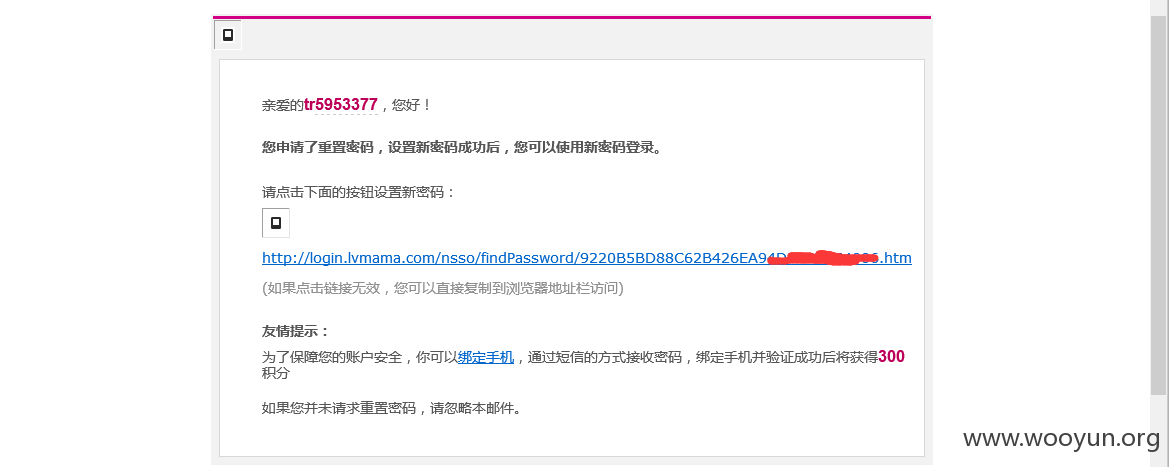 亲爱的tr5953377，您好！
您申请了重置密码，设置新密码成功后，您可以使用新密码登录。
请点击下面的按钮设置新密码：
http://login.lvmama.com/nsso/findPassword/9220B5BD88C62B426EA9 .htm
(如果点击链接无效，您可以直接复制到浏览器地址栏访问)
友情提示：
为了保障您的账户安全，你可以绑定手机，通过短信的方式接收密码，绑定手机并验证成功后将获得300
积分
如果您并未请求重置密码，请忽略本邮件。
www.wooyun.org